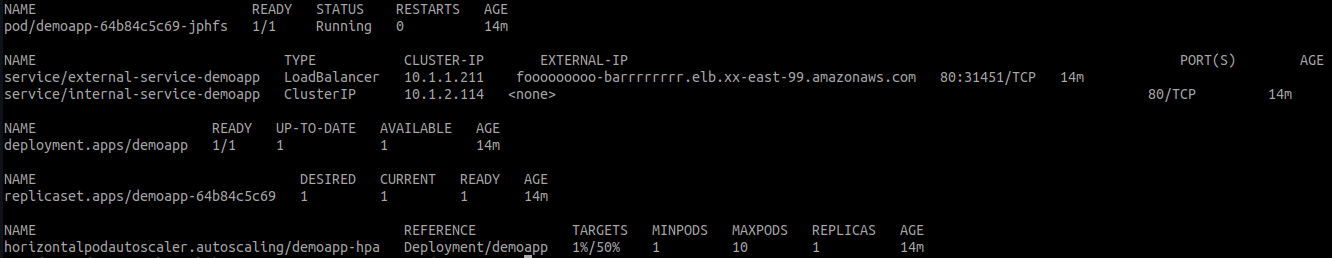 NAME                           READY   STATUS    RESTARTS   AGE
pod/demoapp-64b84c5c69-jphfs   1/1     Running   0          14m
NAME                               TYPE           CLUSTER-IP     EXTERNAL-IP                                                                     PORT(S)        AGE
service/external-service-demoapp   LoadBalancer   10.1.1.211    fooooooooo-barrrrrrrr.elb.xx-east-99.amazonaws.com   80:31451/TCP   14m
service/internal-service-demoapp   ClusterIP      10.1.2.114   <none>                                                                          80/TCP         14m
NAME                      READY   UP-TO-DATE   AVAILABLE   AGE
deployment.apps/demoapp   1/1     1            1           14m
NAME                                 DESIRED   CURRENT   READY   AGE
replicaset.apps/demoapp-64b84c5c69   1         1         1       14m
NAME                                              REFERENCE            TARGETS   MINPODS   MAXPODS   REPLICAS   AGE
horizontalpodautoscaler.autoscaling/demoapp-hpa   Deployment/demoapp   1%/50%    1         10        1          14m